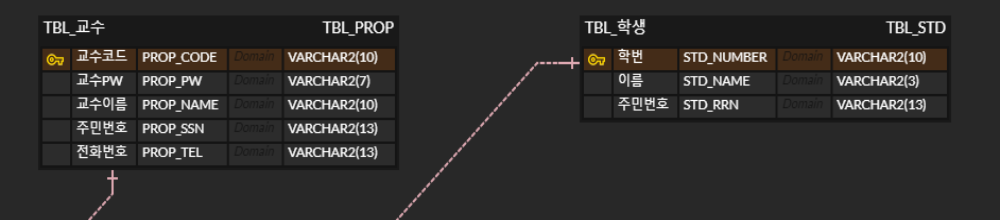 TBL_교수 TBL_PROP
교수코드 PROP_CODE Domain VARCHAR2(10)
교수PW PROP_PW Domain VARCHAR2(7)
교수이름 PROP_NAME Domain VARCHAR2(10)
주민번호 PROP_SSN Domain VARCHAR2(13)
전화번호 PROP_TEL Domain VARCHAR2(13)
TBL_학생 TBL_STD
학번 STD_NUMBER Domain VARCHAR2(10)
이름 STD_NAME Domain VARCHAR2(3)
주민번호 STD_RRN Domain VARCHAR2(13)